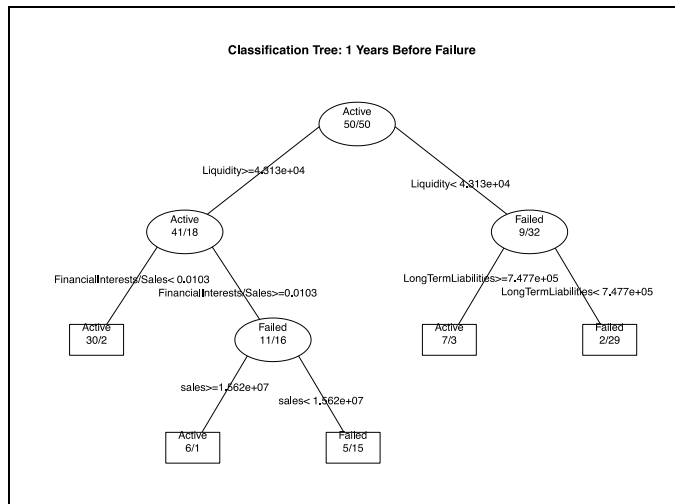 Classification Tree: 1 Years Before Failure
Active
50/50
Liquidity>=4.313e+04
Liquidity< 4.313e+04
Active
41/18
Failed
9/32
FinancialInterests/Sales< 0.0103
FinancialInterests/Sales>=0.0103
LongTermLiabilities>=7.477e+05
LongTermLiabilities< 7.477e+05
Active
30/2
Failed
11/16
Active
7/3
Failed
2/29
sales>=1.562e+07
sales< 1.562e+07
Active
6/1
Failed
5/15